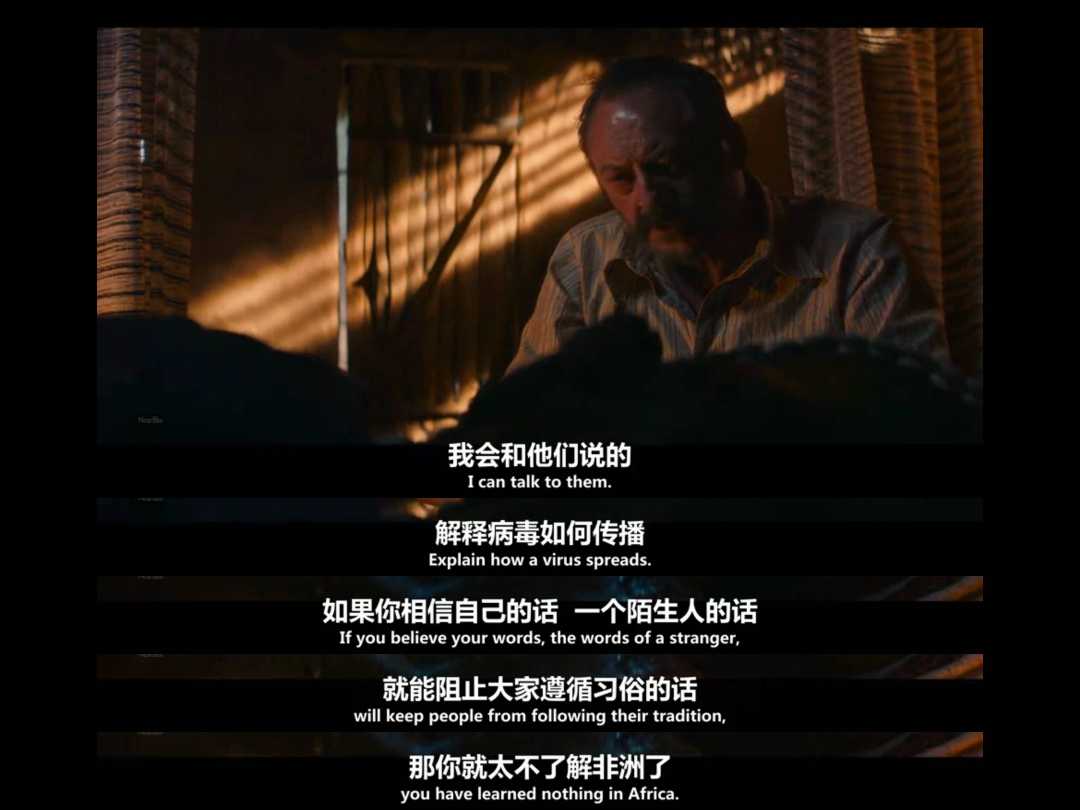 我会和他们说的
I can talk to them.
解释病毒如何传播
Explain how a virus spreads.
如果你相信自己的话 一个陌生人的话
If you believe your words, the words of a stranger,
就能阻止大家遵循习俗的话
will keep people from following their tradition,
那你就太不了解非洲了
you have learned nothing in Africa.